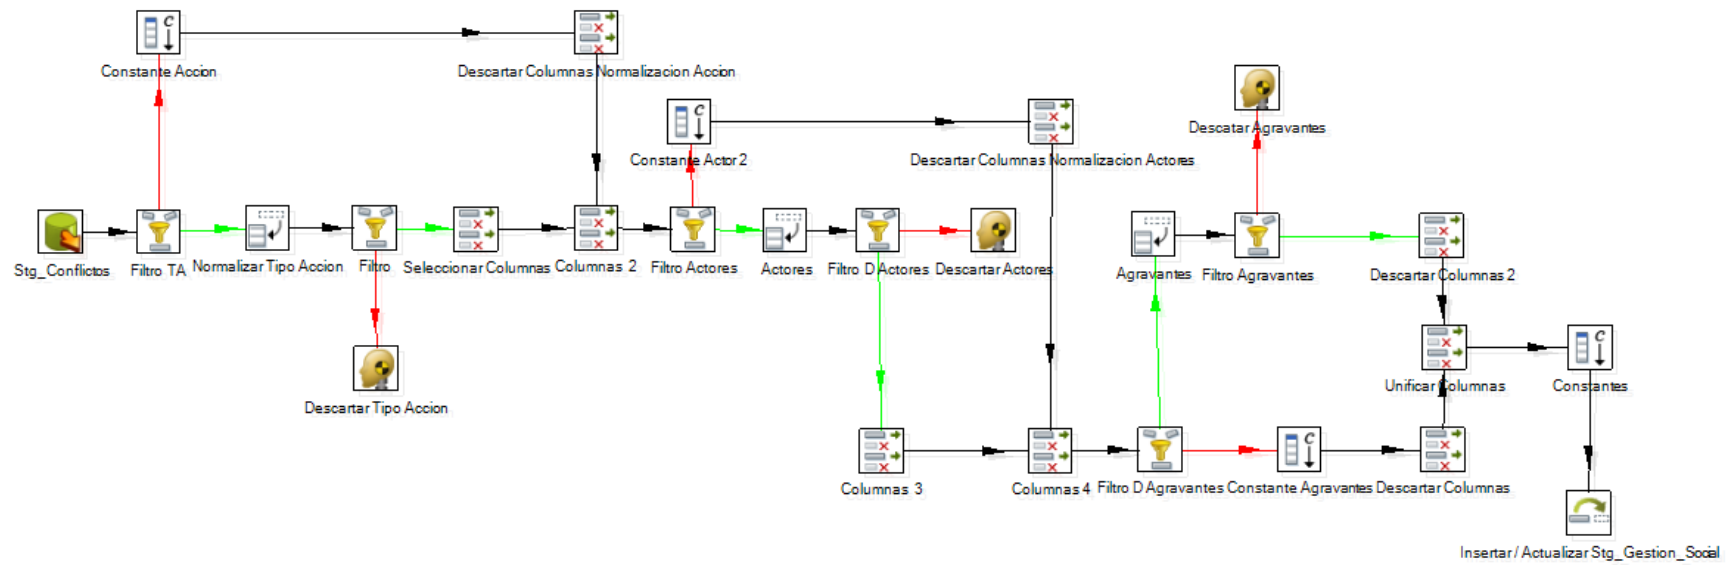 Constante Accion
Descartar Columnas Normalizacion Accion
Constante Actor 2
Descartar Columnas Normalizacion Actores
Descatar Agravantes
Stg_Conflictos
Filtro TA
Normalizar Tipo Accion
Filtro
Seleccionar Columnas
Columnas 2
Filtro Actores
Actores
Filtro D Actores
Descartar Actores
Agravantes
Filtro Agravantes
Descartar Columnas 2
Descartar Tipo Accion
Unificar Columnas
Constantes
Columnas 3
Columnas 4
Filtro D Agravantes
Constante Agravantes
Descartar Columnas
Insertar / Actualizar Stg_Gestion_Social